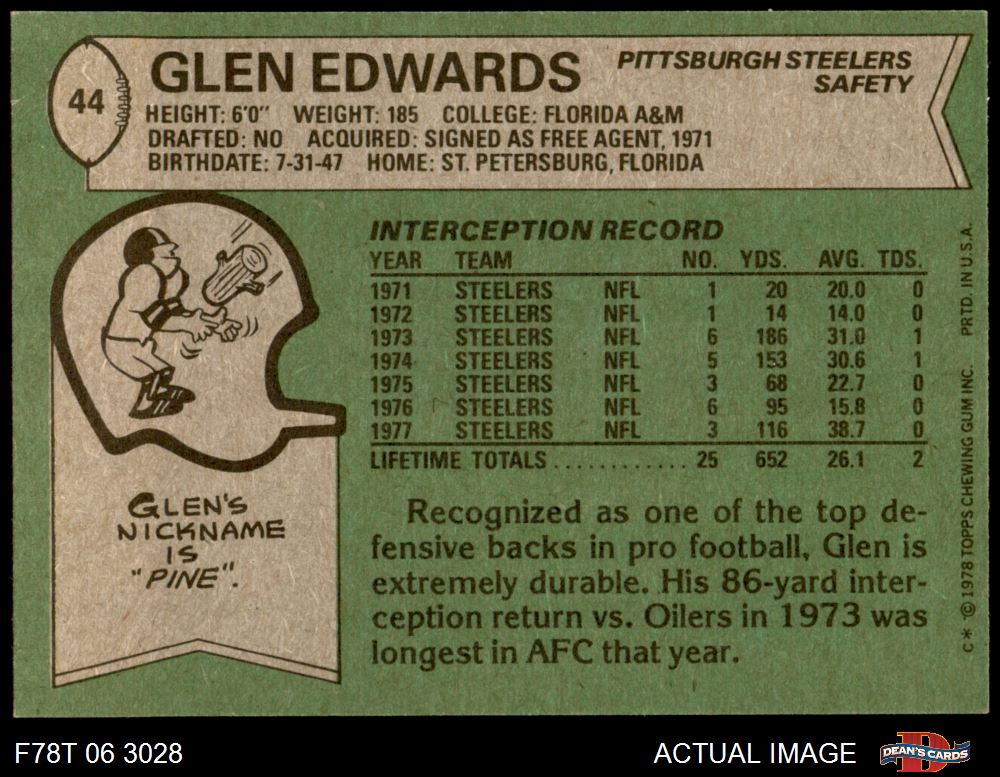 44
GLEN EDWARDS
PITTSBURGH STEELERS
SAFETY
HEIGHT: 6'0" WEIGHT: 185 COLLEGE: FLORIDA A&M
DRAFTED: NO ACQUIRED: SIGNED AS FREE AGENT, 1971
BIRTHDATE: 7-31-47 HOME: ST. PETERSBURG, FLORIDA
INTERCEPTION RECORD
YEAR TEAM NO. YDS. AVG. TDS.
1971 STEELERS NFL 1 20 20.0 0
1972 STEELERS NFL 1 14 14.0 0
1973 STEELERS NFL 6 186 31.0 1
1974 STEELERS NFL 5 153 30.6 1
1975 STEELERS NFL 3 68 22.7 0
1976 STEELERS NFL 6 95 15.8 0
1977 STEELERS NFL 3 116 38.7 0
LIFETIME TOTALS ............ 25 652 26.1 2
GLEN'S
NICKNAME
IS
"PINE".
Recognized as one of the top de-
fensive backs in pro football, Glen is
extremely durable. His 86-yard inter-
ception return vs. Oilers in 1973 was
longest in AFC that year.
C* © 1978 TOPPS CHEWING GUM INC. PRTD. IN U.S.A.
F78T 06 3028
ACTUAL IMAGE
D
DEAN'S CARDS